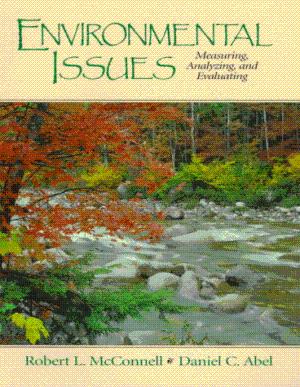 ENVIRONMENTAL
ISSUES
Measuring,
Analyzing, and
Evaluating
Robert L. McConnell Daniel C. Abel